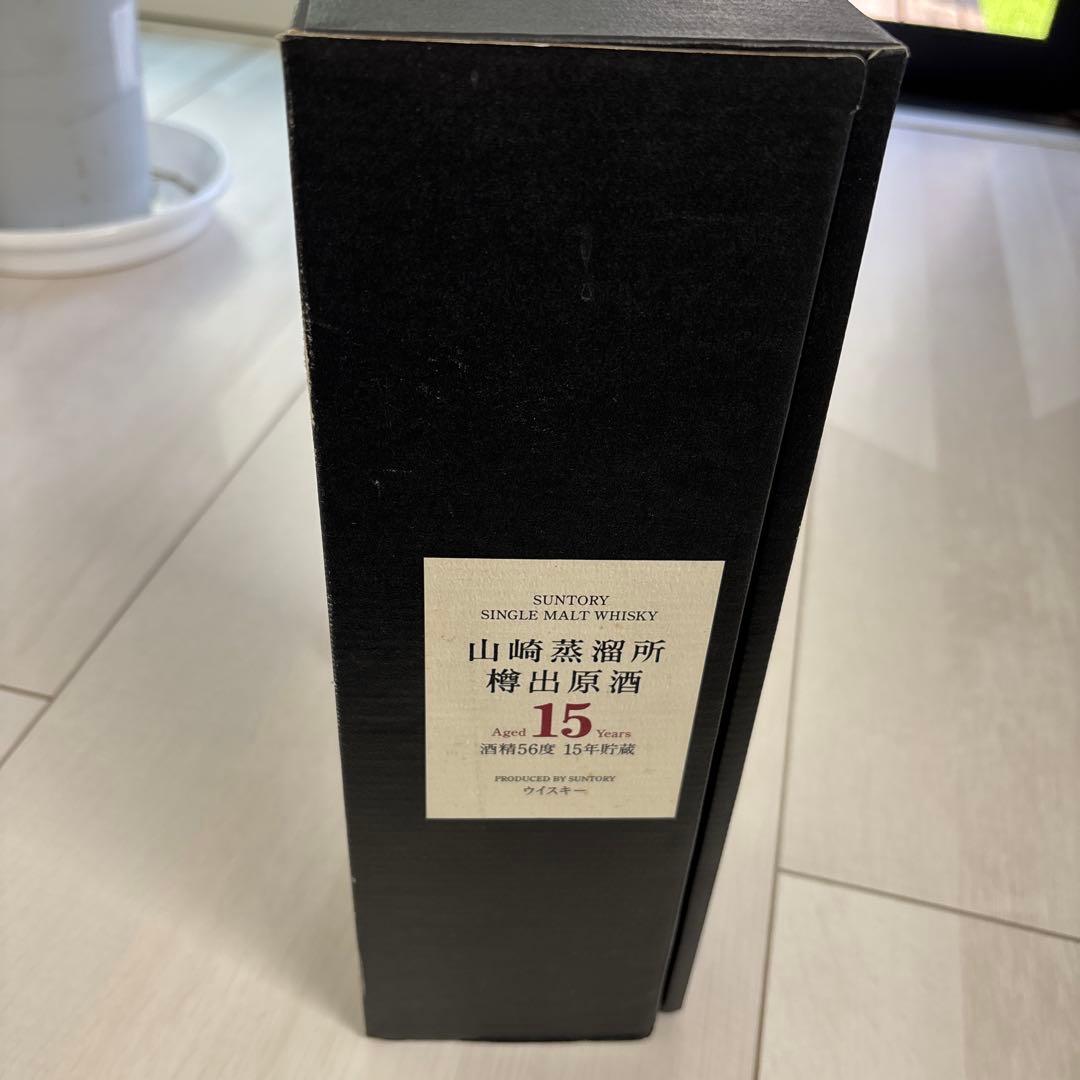 SUNTORY
SINGLE MALT WHISKY
山崎蒸溜所
樽出原酒
Aged 15 Years
酒精56度 15年貯蔵
PRODUCED BY SUNTORY
ウイスキー